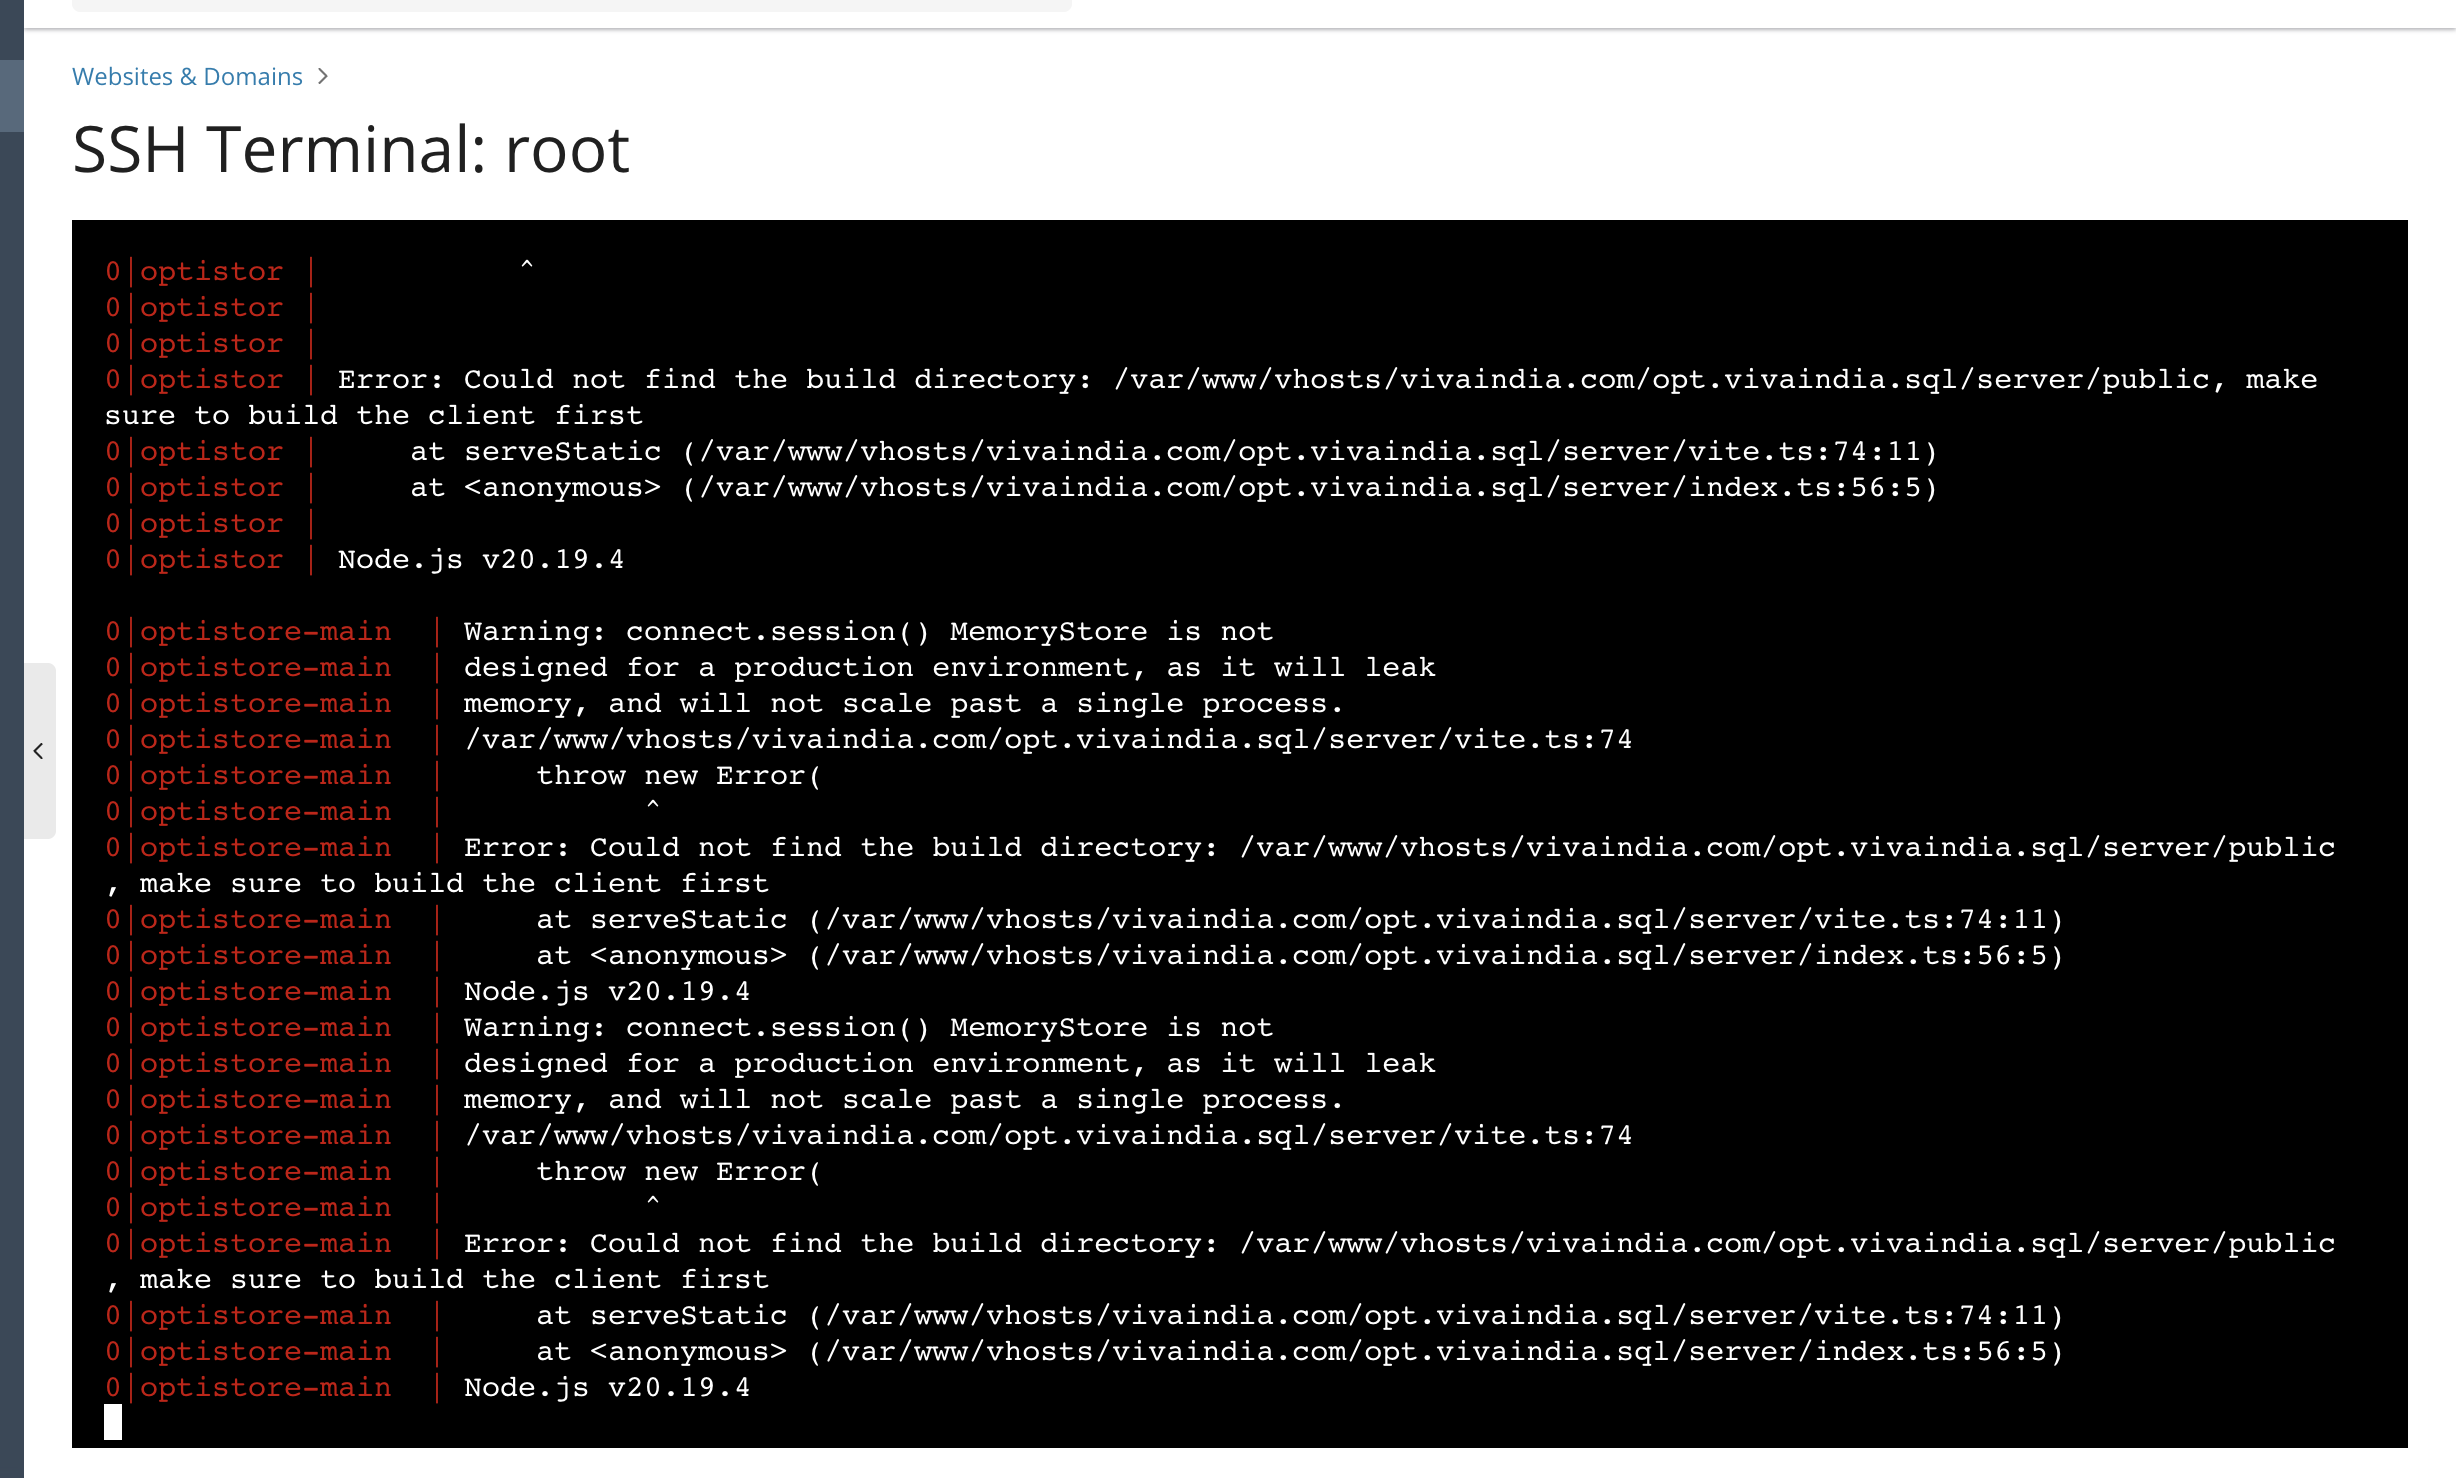 Websites & Domains >
SSH Terminal: root
0|optistor |            ^
0|optistor |
0|optistor |
0|optistor | Error: Could not find the build directory: /var/www/vhosts/vivaindia.com/opt.vivaindia.sql/server/public, make
sure to build the client first
0|optistor |     at serveStatic (/var/www/vhosts/vivaindia.com/opt.vivaindia.sql/server/vite.ts:74:11)
0|optistor |     at <anonymous> (/var/www/vhosts/vivaindia.com/opt.vivaindia.sql/server/index.ts:56:5)
0|optistor |
0|optistor | Node.js v20.19.4
0|optistore-main  | Warning: connect.session() MemoryStore is not
0|optistore-main  | designed for a production environment, as it will leak
0|optistore-main  | memory, and will not scale past a single process.
0|optistore-main  | /var/www/vhosts/vivaindia.com/opt.vivaindia.sql/server/vite.ts:74
0|optistore-main  |     throw new Error(
0|optistore-main  |           ^
0|optistore-main  | Error: Could not find the build directory: /var/www/vhosts/vivaindia.com/opt.vivaindia.sql/server/public
, make sure to build the client first
0|optistore-main  |     at serveStatic (/var/www/vhosts/vivaindia.com/opt.vivaindia.sql/server/vite.ts:74:11)
0|optistore-main  |     at <anonymous> (/var/www/vhosts/vivaindia.com/opt.vivaindia.sql/server/index.ts:56:5)
0|optistore-main  | Node.js v20.19.4
0|optistore-main  | Warning: connect.session() MemoryStore is not
0|optistore-main  | designed for a production environment, as it will leak
0|optistore-main  | memory, and will not scale past a single process.
0|optistore-main  | /var/www/vhosts/vivaindia.com/opt.vivaindia.sql/server/vite.ts:74
0|optistore-main  |     throw new Error(
0|optistore-main  |           ^
0|optistore-main  | Error: Could not find the build directory: /var/www/vhosts/vivaindia.com/opt.vivaindia.sql/server/public
, make sure to build the client first
0|optistore-main  |     at serveStatic (/var/www/vhosts/vivaindia.com/opt.vivaindia.sql/server/vite.ts:74:11)
0|optistore-main  |     at <anonymous> (/var/www/vhosts/vivaindia.com/opt.vivaindia.sql/server/index.ts:56:5)
0|optistore-main  | Node.js v20.19.4